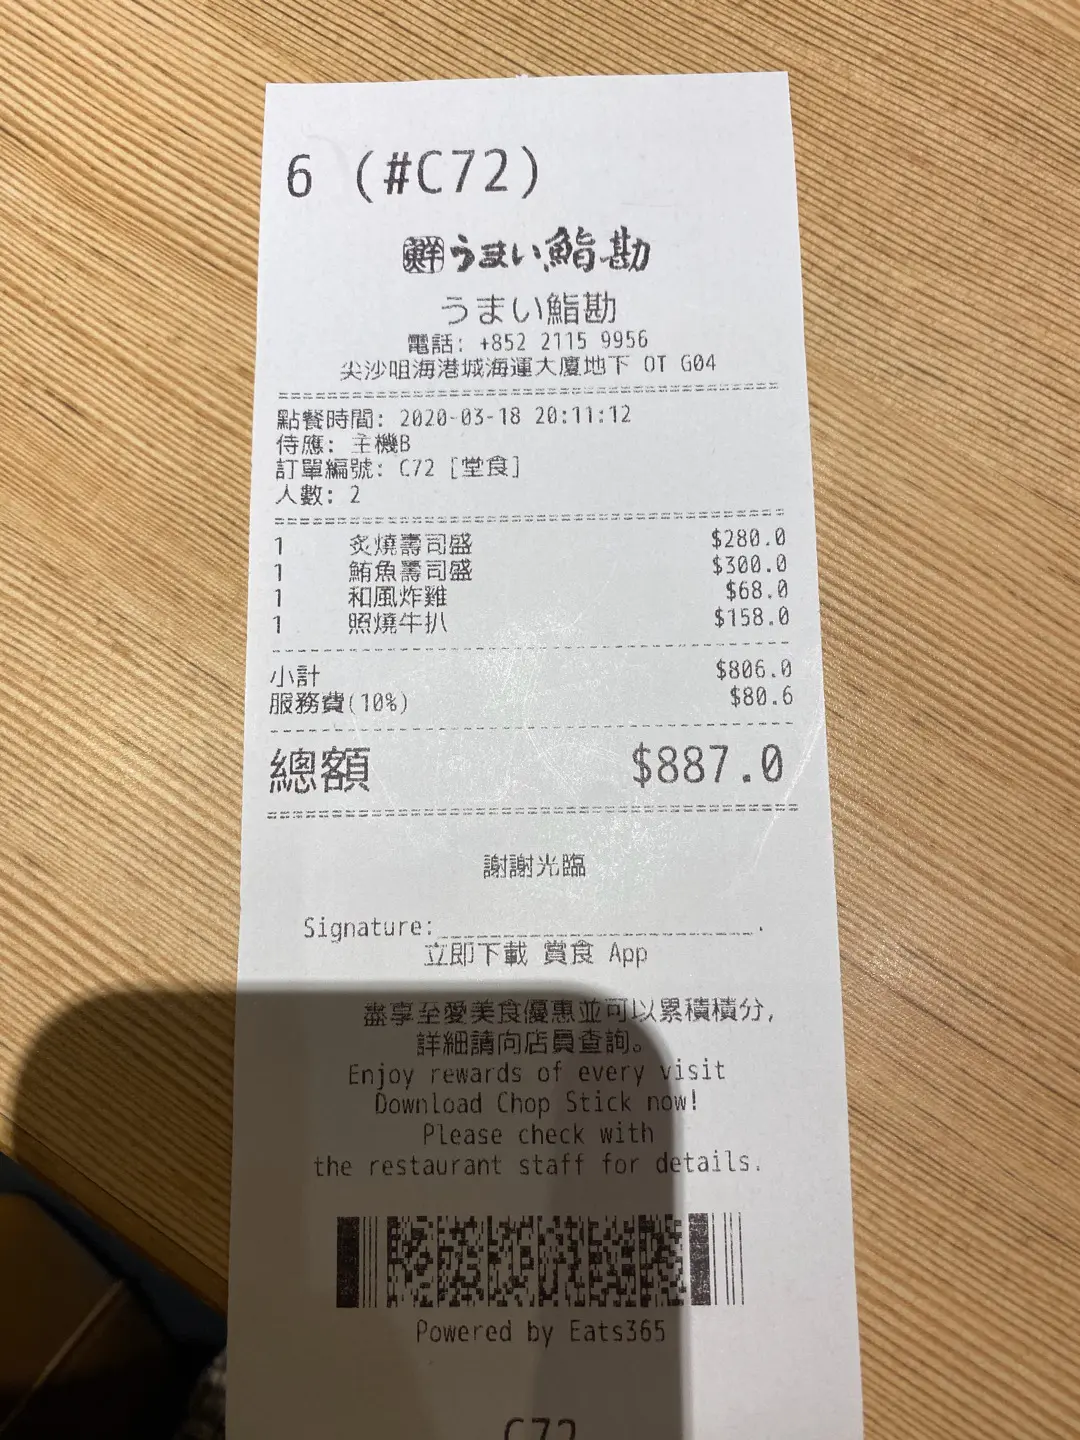 6 (#C72)
鮮うまい鮨勘
うまい鮨勘
電話: +852 2115 9956
尖沙咀海港城海運大廈地下 OT G04
點餐時間: 2020-03-18 20:11:12
侍應: 主機B
訂單編號: C72 [堂食]
人數: 2
1 炙燒壽司盛 $280.0
1 鮪魚壽司盛 $300.0
1 和風炸雞 $68.0
1 照燒牛扒 $158.0
小計 $806.0
服務費(10%) $80.6
總額 $887.0
謝謝光臨
Signature:
立即下載 賞食 App
盡享至愛美食優惠並可以累積積分,
詳細請向店員查詢。
Enjoy rewards of every visit
Download Chop Stick now!
Please check with
the restaurant staff for details.
Powered by Eats365
C72